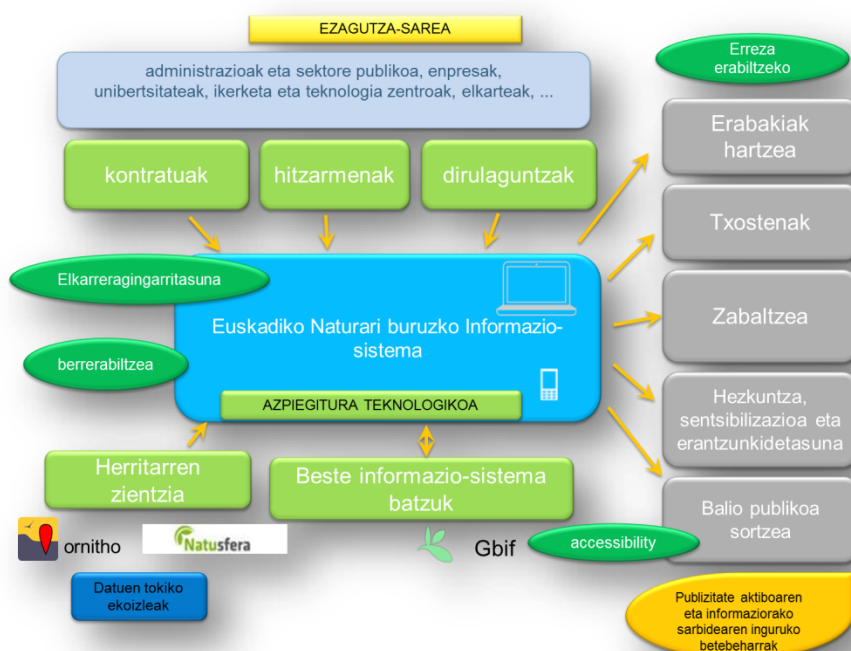 EZAGUTZA-SAREA
administrazioak eta sektore publikoa, enpresak,
unibertsitateak, ikerketa eta teknologia zentroak, elkarteak, ...
Erreza
erabiltzeko
kontratuak
hitzarmenak
dirulaguntzak
Erabakiak
hartzea
Txostenak
Elkarreragingarritasuna
Euskadiko Naturari buruzko Informazio-
sistema
Zabaltzea
berrerabiltzea
AZPIEGITURA TEKNOLOGIKOA
Hezkuntza,
sentsibilizazioa eta
erantzunkidetasuna
Herritarren
zientzia
Beste informazio-sistema
batzuk
Balio publikoa
sortzea
ornitho
Natusfera
Gbif
accessibility
Datuen tokiko
ekoizleak
Publizitate aktiboaren
eta informaziorako
sarbidearen inguruko
betebeharrak